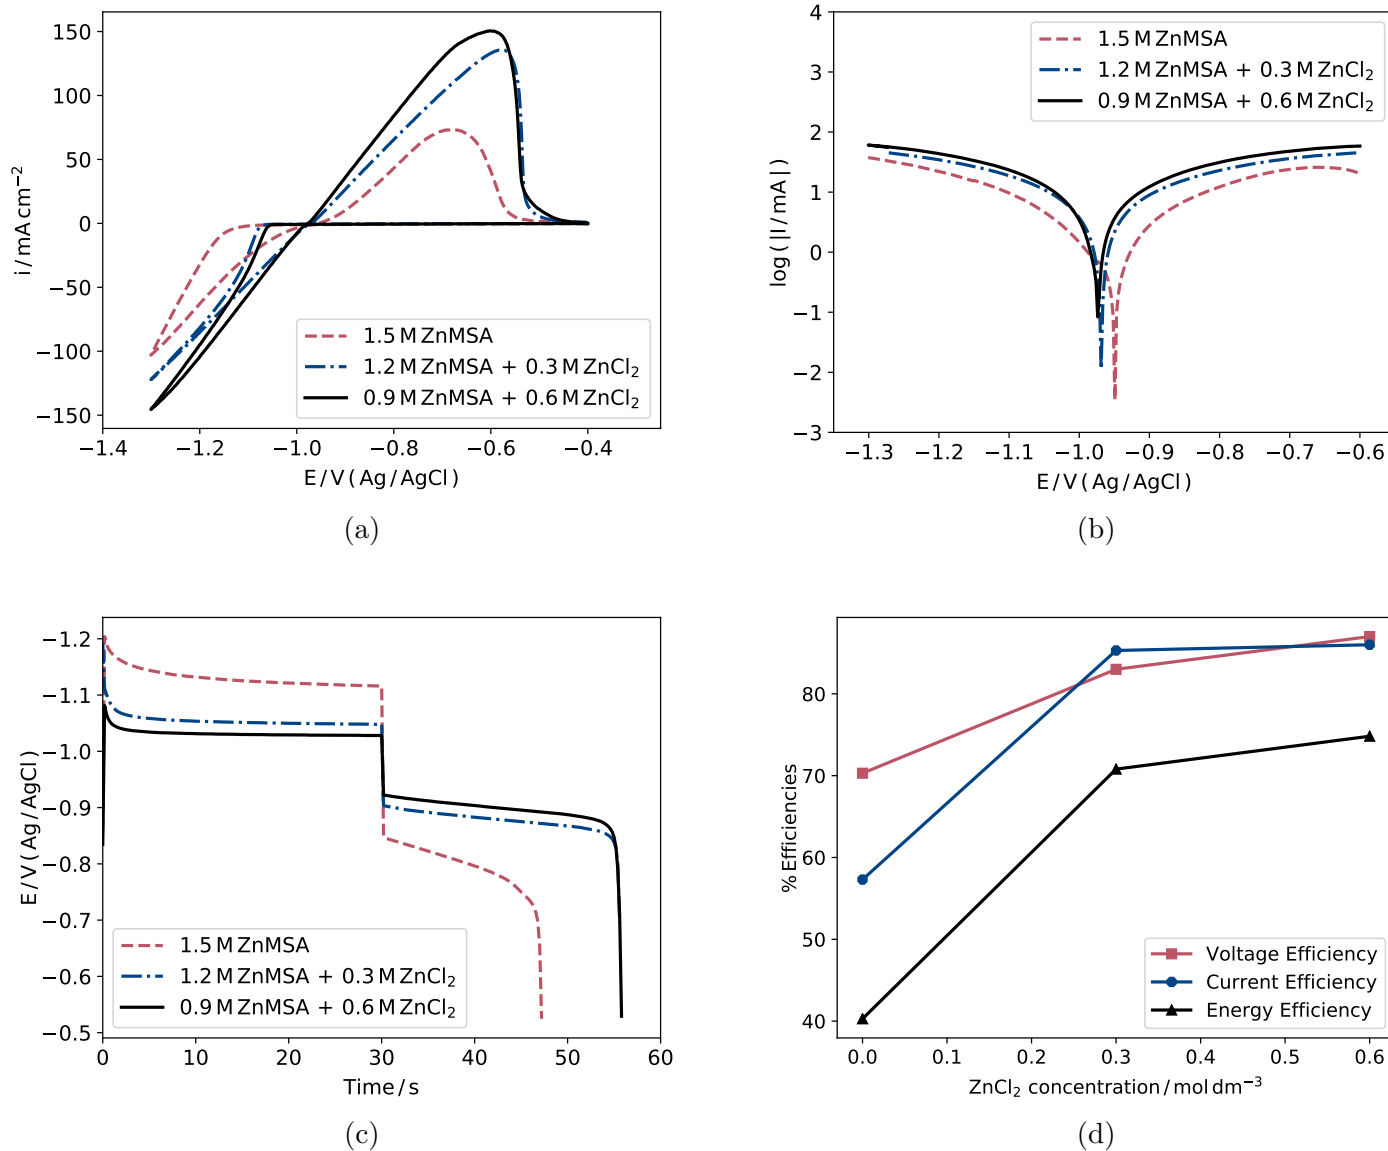 150
100
50
0
−50
−100
−150
i / mA cm⁻²
1.5 M ZnMSA
1.2 M ZnMSA + 0.3 M ZnCl₂
0.9 M ZnMSA + 0.6 M ZnCl₂
−1.4 −1.2 −1.0 −0.8 −0.6 −0.4
E / V ( Ag / AgCl )
(a)
4
3
2
1
0
−1
−2
−3
log ( |I / mA | )
1.5 M ZnMSA
1.2 M ZnMSA + 0.3 M ZnCl₂
0.9 M ZnMSA + 0.6 M ZnCl₂
−1.3 −1.2 −1.1 −1.0 −0.9 −0.8 −0.7 −0.6
E / V ( Ag / AgCl )
(b)
−1.2
−1.1
−1.0
−0.9
−0.8
−0.7
−0.6
−0.5
E / V ( Ag / AgCl )
1.5 M ZnMSA
1.2 M ZnMSA + 0.3 M ZnCl₂
0.9 M ZnMSA + 0.6 M ZnCl₂
0 10 20 30 40 50 60
Time / s
(c)
80
70
60
50
40
% Efficiencies
Voltage Efficiency
Current Efficiency
Energy Efficiency
0.0 0.1 0.2 0.3 0.4 0.5 0.6
ZnCl₂ concentration / mol dm⁻³
(d)